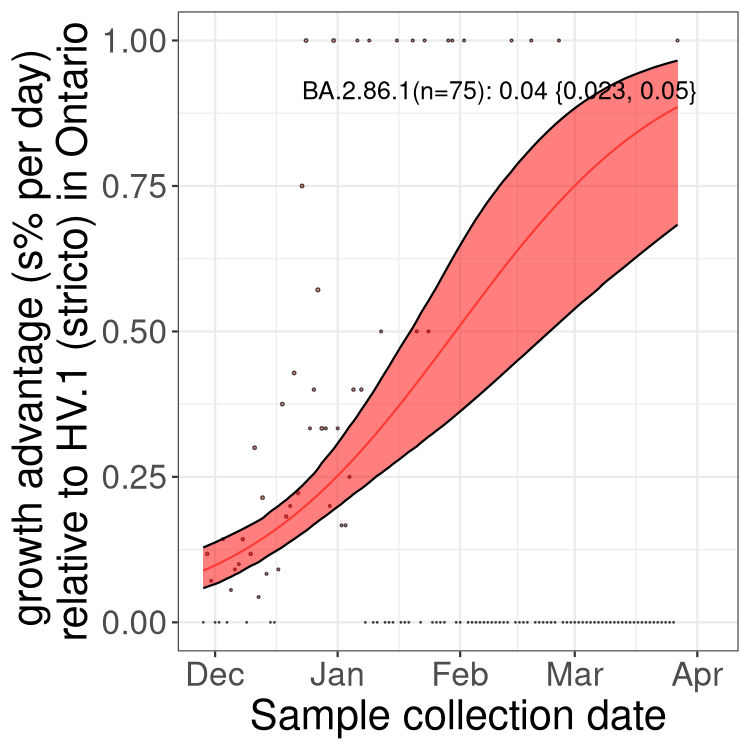 growth advantage (s% per day)
relative to HV.1 (stricto) in Ontario
1.00
0.75
0.50
0.25
0.00
BA.2.86.1(n=75): 0.04 {0.023, 0.05}
Dec Jan Feb Mar Apr
Sample collection date